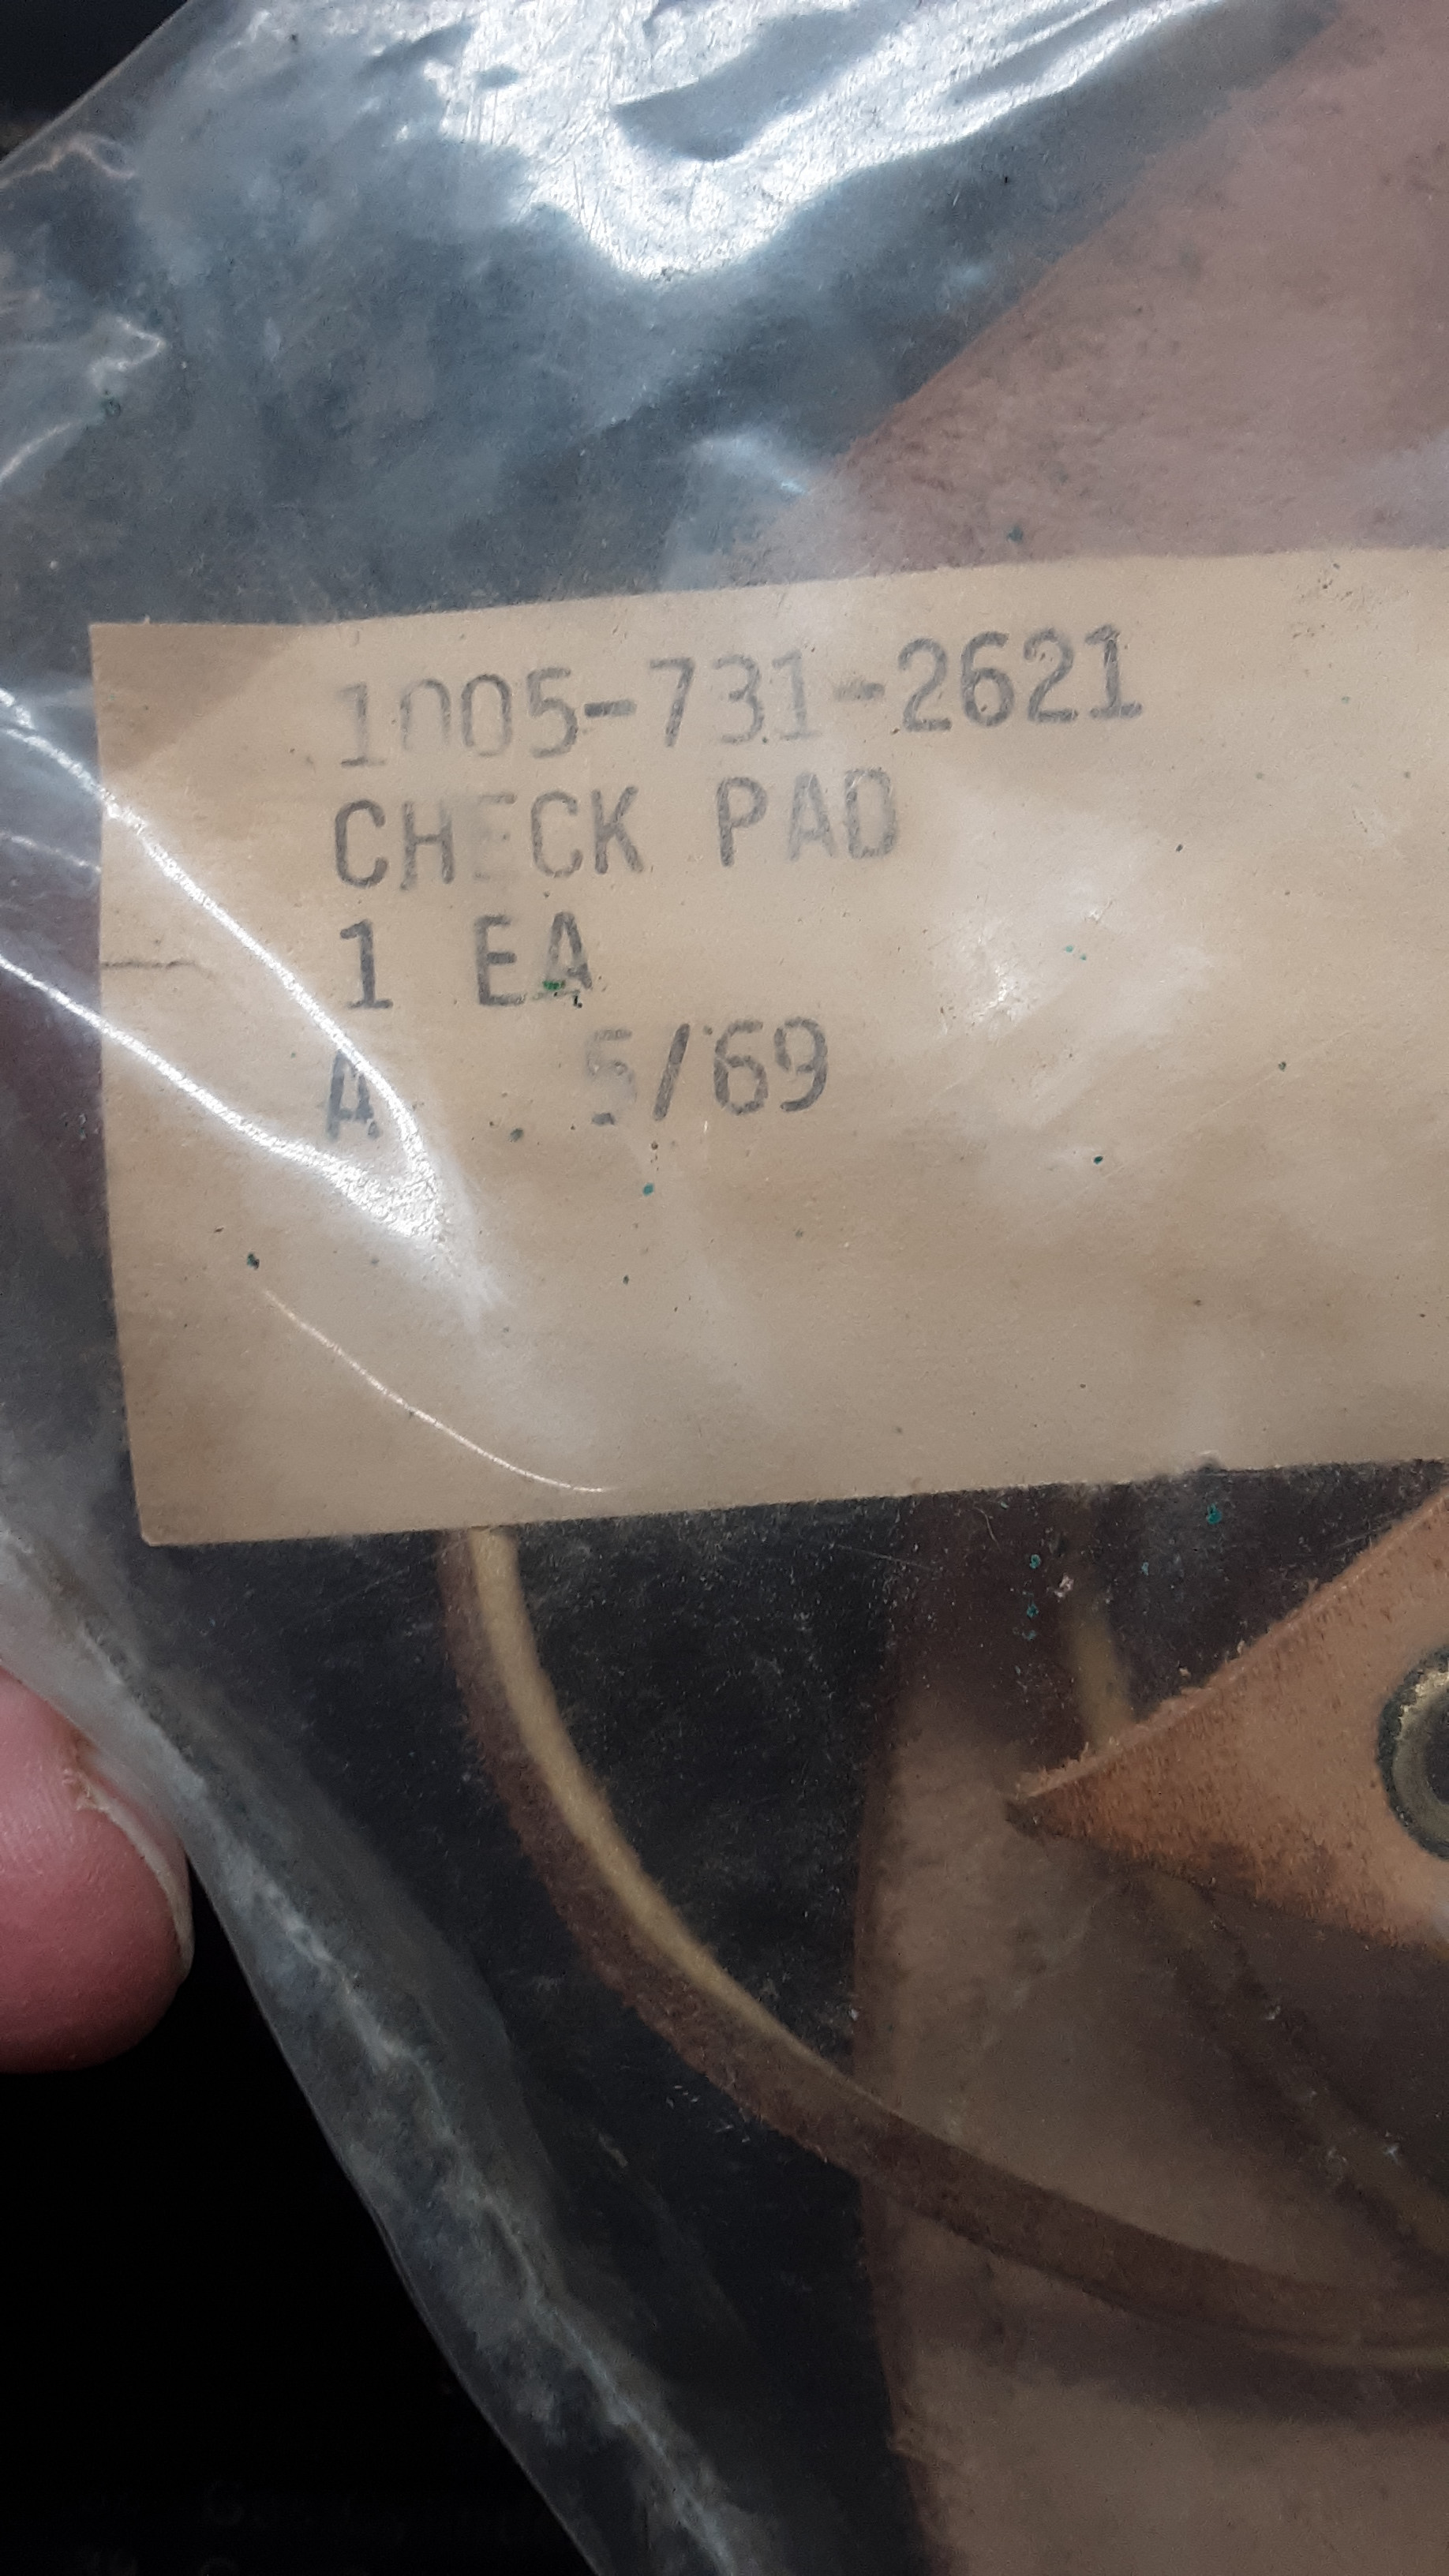 1005-731-2621
CHECK PAD
1 EA
A 5/69